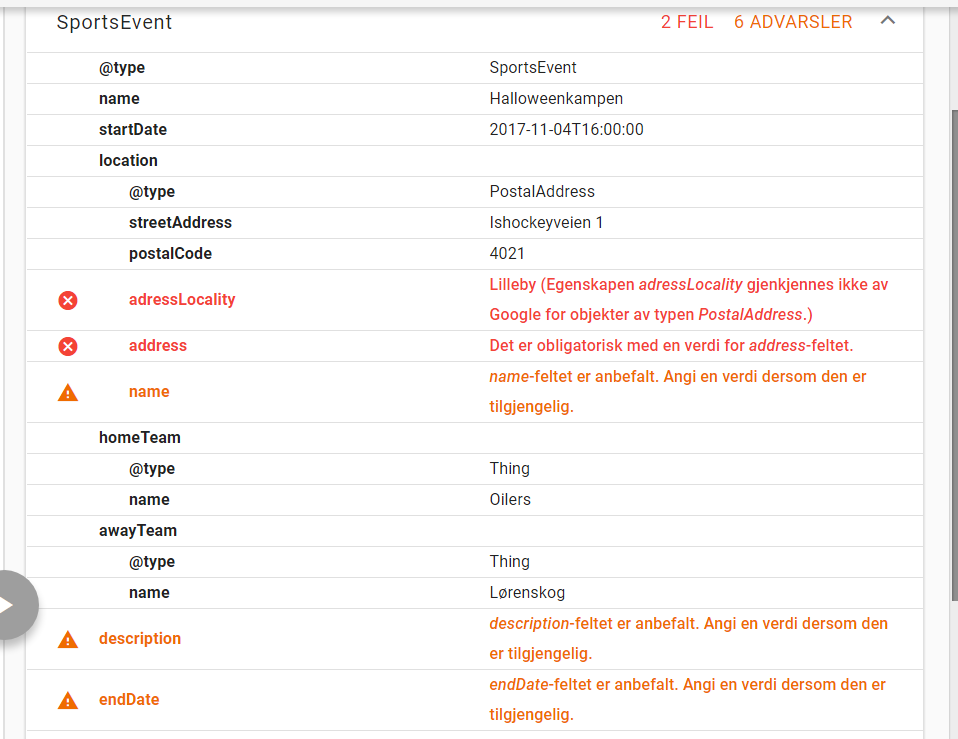 SportsEvent 2 FEIL 6 ADVARSLER
@type SportsEvent
name Halloweenkampen
startDate 2017-11-04T16:00:00
location
@type PostalAddress
streetAddress Ishockeyveien 1
postalCode 4021
adressLocality Lilleby (Egenskapen adressLocality gjenkjennes ikke av
Google for objekter av typen PostalAddress.)
address Det er obligatorisk med en verdi for address-feltet.
name name-feltet er anbefalt. Angi en verdi dersom den er
tilgjengelig.
homeTeam
@type Thing
name Oilers
awayTeam
@type Thing
name Lørenskog
description description-feltet er anbefalt. Angi en verdi dersom den
er tilgjengelig.
endDate endDate-feltet er anbefalt. Angi en verdi dersom den er
tilgjengelig.